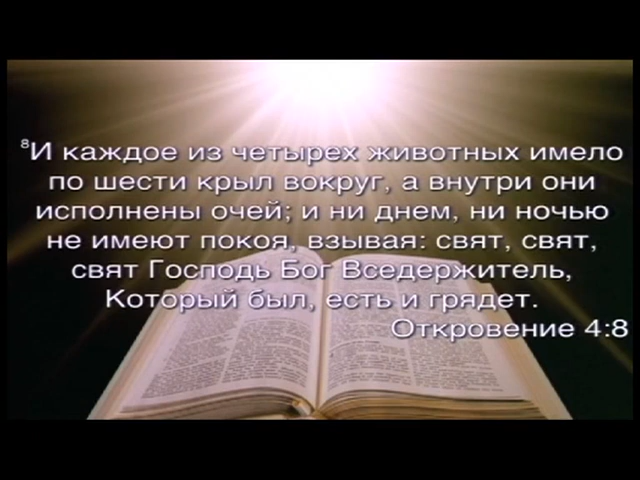 8И каждое из четырех животных имело
по шести крыл вокруг, а внутри они
исполнены очей; и ни днем, ни ночью
не имеют покоя, взывая: свят, свят,
свят Господь Бог Вседержитель,
Который был, есть и грядет.
Откровение 4:8